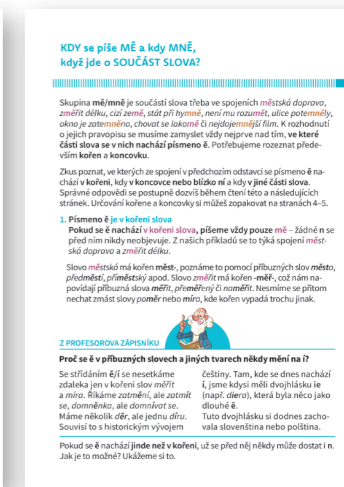 KDY se píše MĚ a kdy MNĚ,
když jde o SOUČÁST SLOVA?
Skupina mě/mně je součástí slova třeba ve spojeních městská doprava,
změřit délku, cizí země, stát při hymně, není mu rozumět, ulice potemněly,
okno je zatemněno, chovat se lakomě či nejdojemnější film. K rozhodnutí
o jejich pravopisu se musíme zamyslet vždy nejprve nad tím, ve které
části slova se v nich nachází písmeno ě. Potřebujeme rozeznat přede-
vším kořen a koncovku.
Zkus poznat, ve kterých ze spojení v předchozím odstavci se písmeno ě na-
chází v kořeni, kdy v koncovce nebo blízko ní a kdy v jiné části slova.
Správné odpovědi se postupně dozvíš během čtení této a následujících
stránek. Určování kořene a koncovky si můžeš zopakovat na stranách 4–5.
1. Písmeno ě je v kořeni slova
Pokud se ě nachází v kořeni slova, píšeme vždy pouze mě – žádné n se
před ním nikdy neobjevuje. Z našich příkladů se to týká spojení měst-
ská doprava a změřit délku.
Slovo městská má kořen měst-, poznáme to pomocí příbuzných slov město,
předměstí, příměstský apod. Slovo změřit má kořen -měř-, což nám na-
povídají příbuzná slova měřit, přeměřený či naměřit. Nesmíme se přitom
nechat zmást slovy poměr nebo míra, kde kořen vypadá trochu jinak.
Z PROFESOROVA ZÁPISNÍKU
Proč se ě v příbuzných slovech a jiných tvarech někdy mění na í?
Se střídáním ě/í se nesetkáme
zdaleka jen v kořeni slov měřit
a míra. Říkáme zatmění, ale zatmít
se, domněnka, ale domnívat se.
Máme několik děr, ale jednu díru.
Souvisí to s historickým vývojem
češtiny. Tam, kde se dnes nachází
í, jsme kdysi měli dvojhlásku ie
(např. diera), která byla něco jako
dlouhé ě.
Tuto dvojhlásku si dodnes zacho-
vala slovenština nebo polština.
Pokud se ě nachází jinde než v kořeni, už se před něj někdy může dostat i n.
Jak je to možné? Ukážeme si to.